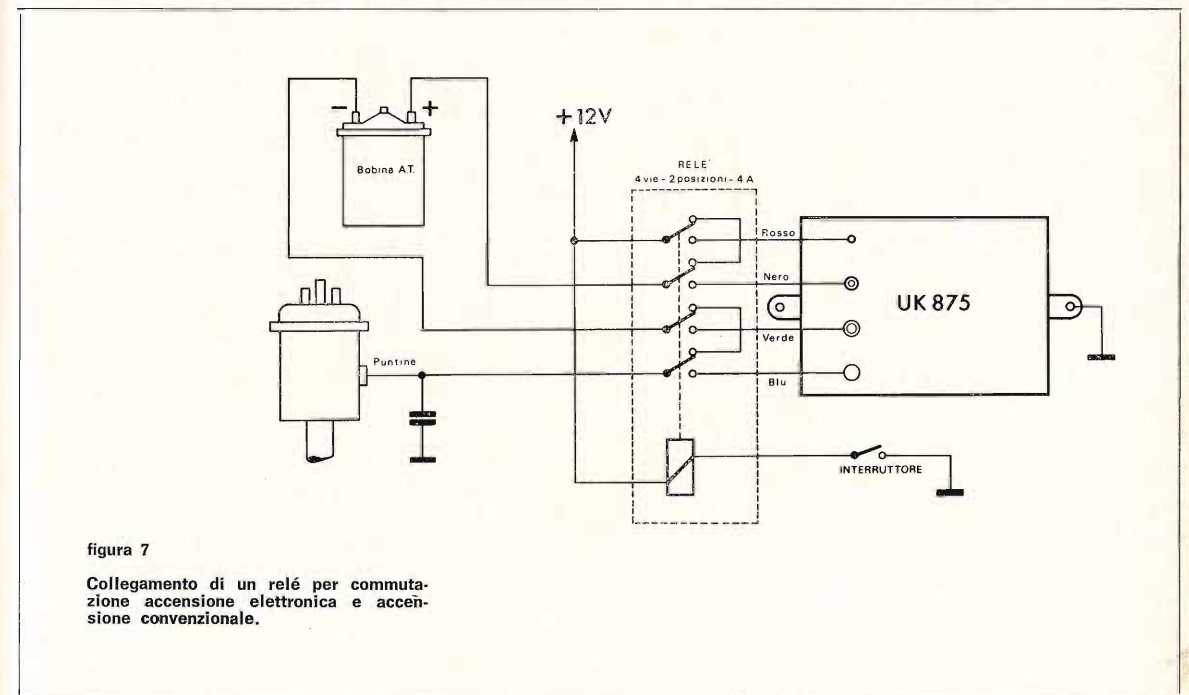 − +
Bobina A.T.
+12V
RELE'
4 vie - 2 posizioni - 4 A
Rosso
Nero
UK 875
Verde
Puntine
Blu
INTERRUTTORE
figura 7
Collegamento di un relé per commuta-
zione accensione elettronica e accen-
sione convenzionale.